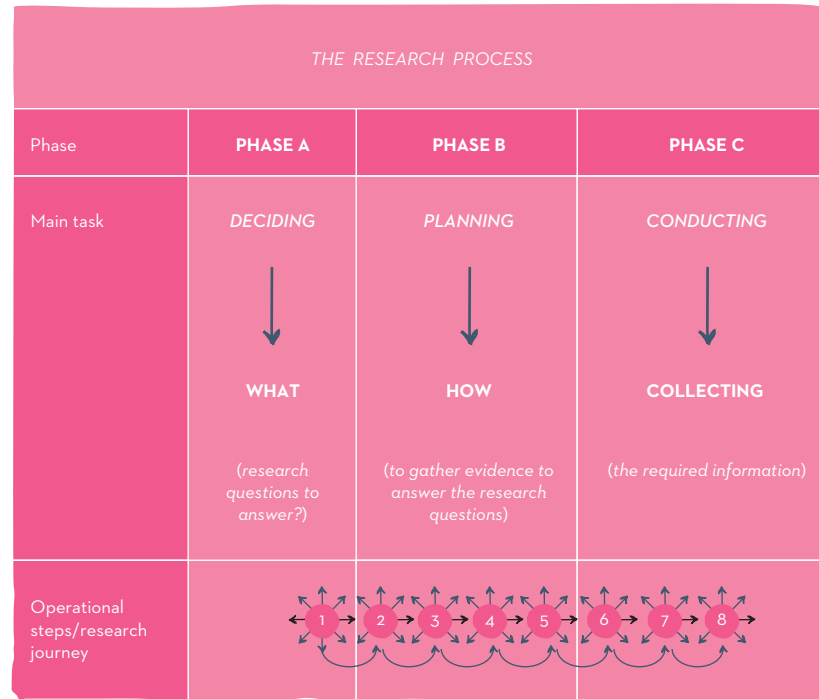 THE RESEARCH PROCESS
Phase
PHASE A
PHASE B
PHASE C
Main task
DECIDING
PLANNING
CONDUCTING
WHAT
HOW
COLLECTING
(research
questions to
answer?)
(to gather evidence to
answer the research
questions)
(the required information)
Operational
steps/research
journey
1
2
3
4
5
6
7
8